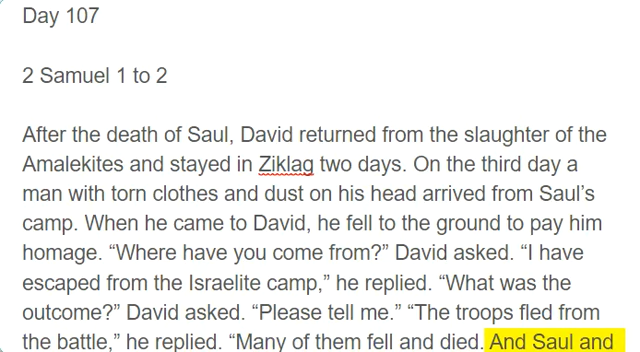 Day 107
2 Samuel 1 to 2
After the death of Saul, David returned from the slaughter of the
Amalekites and stayed in Ziklag two days. On the third day a
man with torn clothes and dust on his head arrived from Saul’s
camp. When he came to David, he fell to the ground to pay him
homage. “Where have you come from?” David asked. “I have
escaped from the Israelite camp,” he replied. “What was the
outcome?” David asked. “Please tell me.” “The troops fled from
the battle,” he replied. “Many of them fell and died. And Saul and